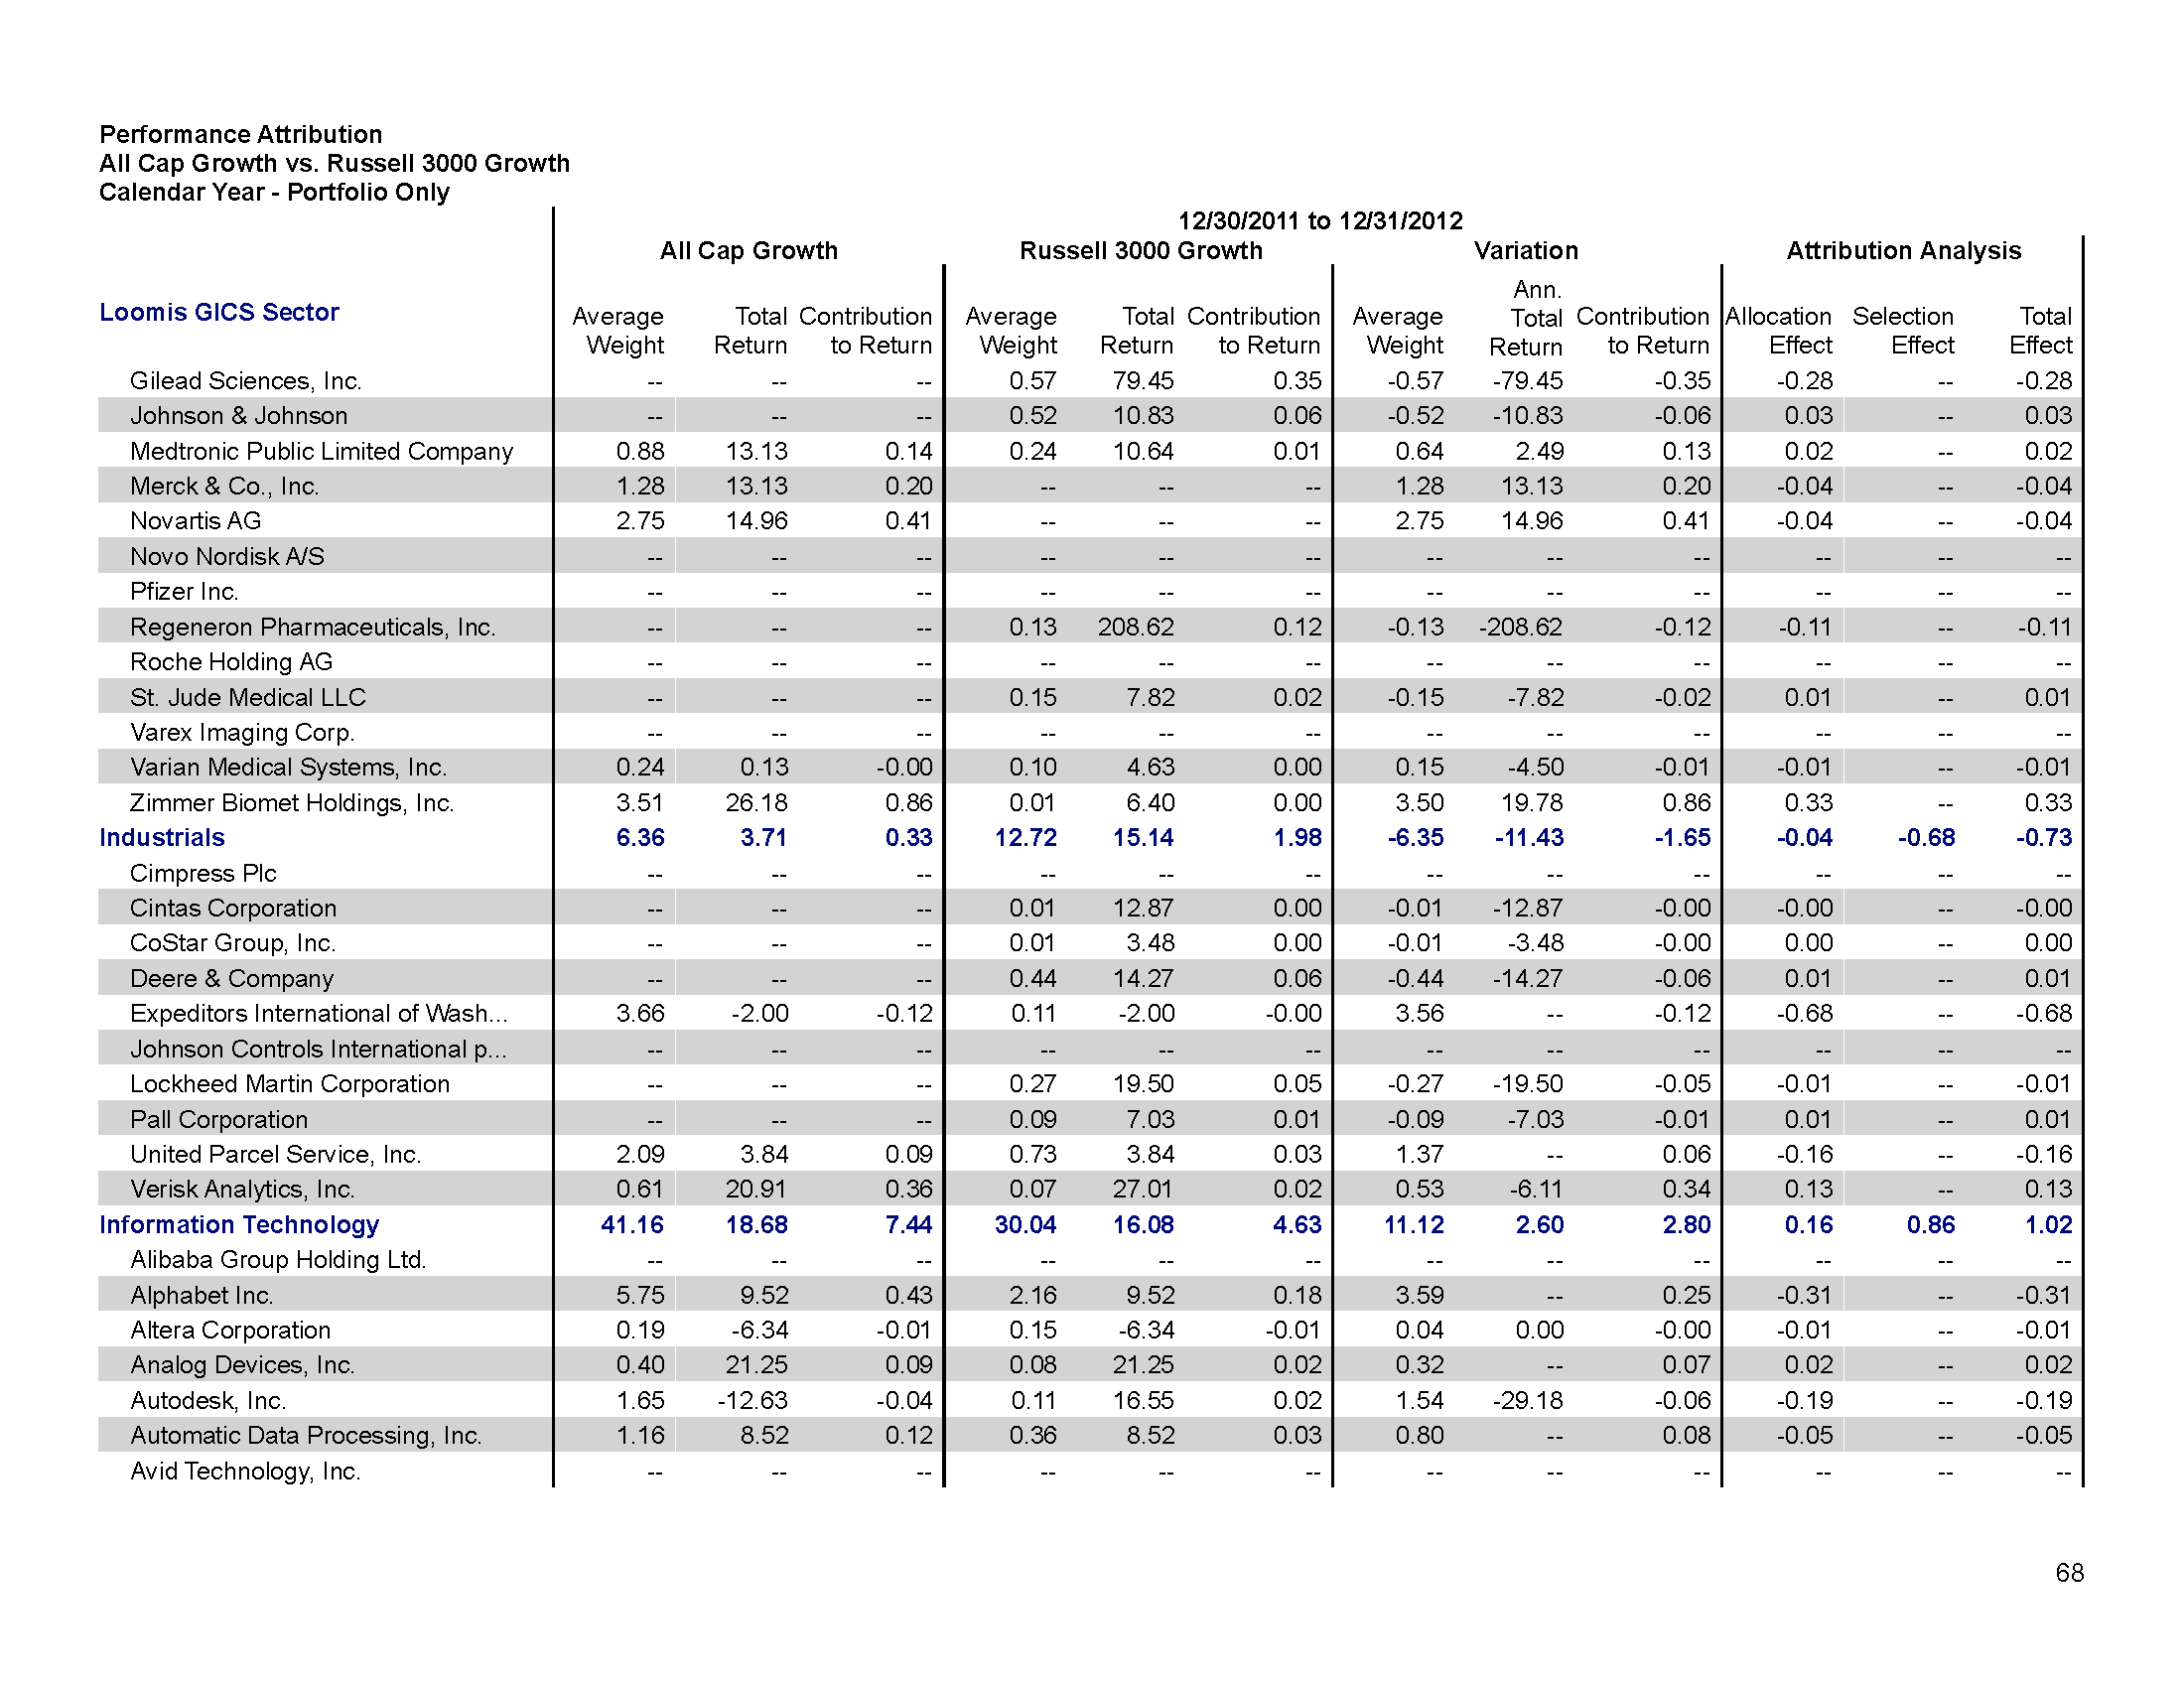 Performance Attribution
All Cap Growth vs. Russell 3000 Growth
Calendar Year - Portfolio Only
12/30/2011 to 12/31/2012
All Cap Growth Russell 3000 Growth Variation Attribution Analysis
Loomis GICS Sector Average Weight Total Return Contribution to Return Average Weight Total Return Contribution to Return Average Weight Ann. Total Return Contribution to Return Allocation Effect Selection Effect Total Effect
Gilead Sciences, Inc. -- -- -- 0.57 79.45 0.35 -0.57 -79.45 -0.35 -0.28 -- -0.28
Johnson & Johnson -- -- -- 0.52 10.83 0.06 -0.52 -10.83 -0.06 0.03 -- 0.03
Medtronic Public Limited Company 0.88 13.13 0.14 0.24 10.64 0.01 0.64 2.49 0.13 0.02 -- 0.02
Merck & Co., Inc. 1.28 13.13 0.20 -- -- -- 1.28 13.13 0.20 -0.04 -- -0.04
Novartis AG 2.75 14.96 0.41 -- -- -- 2.75 14.96 0.41 -0.04 -- -0.04
Novo Nordisk A/S -- -- -- -- -- -- -- -- -- -- -- --
Pfizer Inc. -- -- -- -- -- -- -- -- -- -- -- --
Regeneron Pharmaceuticals, Inc. -- -- -- 0.13 208.62 0.12 -0.13 -208.62 -0.12 -0.11 -- -0.11
Roche Holding AG -- -- -- -- -- -- -- -- -- -- -- --
St. Jude Medical LLC -- -- -- 0.15 7.82 0.02 -0.15 -7.82 -0.02 0.01 -- 0.01
Varex Imaging Corp. -- -- -- -- -- -- -- -- -- -- -- --
Varian Medical Systems, Inc. 0.24 0.13 -0.00 0.10 4.63 0.00 0.15 -4.50 -0.01 -0.01 -- -0.01
Zimmer Biomet Holdings, Inc. 3.51 26.18 0.86 0.01 6.40 0.00 3.50 19.78 0.86 0.33 -- 0.33
Industrials 6.36 3.71 0.33 12.72 15.14 1.98 -6.35 -11.43 -1.65 -0.04 -0.68 -0.73
Cimpress Plc -- -- -- -- -- -- -- -- -- -- -- --
Cintas Corporation -- -- -- 0.01 12.87 0.00 -0.01 -12.87 -0.00 -0.00 -- -0.00
CoStar Group, Inc. -- -- -- 0.01 3.48 0.00 -0.01 -3.48 -0.00 0.00 -- 0.00
Deere & Company -- -- -- 0.44 14.27 0.06 -0.44 -14.27 -0.06 0.01 -- 0.01
Expeditors International of Wash... 3.66 -2.00 -0.12 0.11 -2.00 -0.00 3.56 -- -0.12 -0.68 -- -0.68
Johnson Controls International p... -- -- -- -- -- -- -- -- -- -- -- --
Lockheed Martin Corporation -- -- -- 0.27 19.50 0.05 -0.27 -19.50 -0.05 -0.01 -- -0.01
Pall Corporation -- -- -- 0.09 7.03 0.01 -0.09 -7.03 -0.01 0.01 -- 0.01
United Parcel Service, Inc. 2.09 3.84 0.09 0.73 3.84 0.03 1.37 -- 0.06 -0.16 -- -0.16
Verisk Analytics, Inc. 0.61 20.91 0.36 0.07 27.01 0.02 0.53 -6.11 0.34 0.13 -- 0.13
Information Technology 41.16 18.68 7.44 30.04 16.08 4.63 11.12 2.60 2.80 0.16 0.86 1.02
Alibaba Group Holding Ltd. -- -- -- -- -- -- -- -- -- -- -- --
Alphabet Inc. 5.75 9.52 0.43 2.16 9.52 0.18 3.59 -- 0.25 -0.31 -- -0.31
Altera Corporation 0.19 -6.34 -0.01 0.15 -6.34 -0.01 0.04 0.00 -0.00 -0.01 -- -0.01
Analog Devices, Inc. 0.40 21.25 0.09 0.08 21.25 0.02 0.32 -- 0.07 0.02 -- 0.02
Autodesk, Inc. 1.65 -12.63 -0.04 0.11 16.55 0.02 1.54 -29.18 -0.06 -0.19 -- -0.19
Automatic Data Processing, Inc. 1.16 8.52 0.12 0.36 8.52 0.03 0.80 -- 0.08 -0.05 -- -0.05
Avid Technology, Inc. -- -- -- -- -- -- -- -- -- -- -- --
68